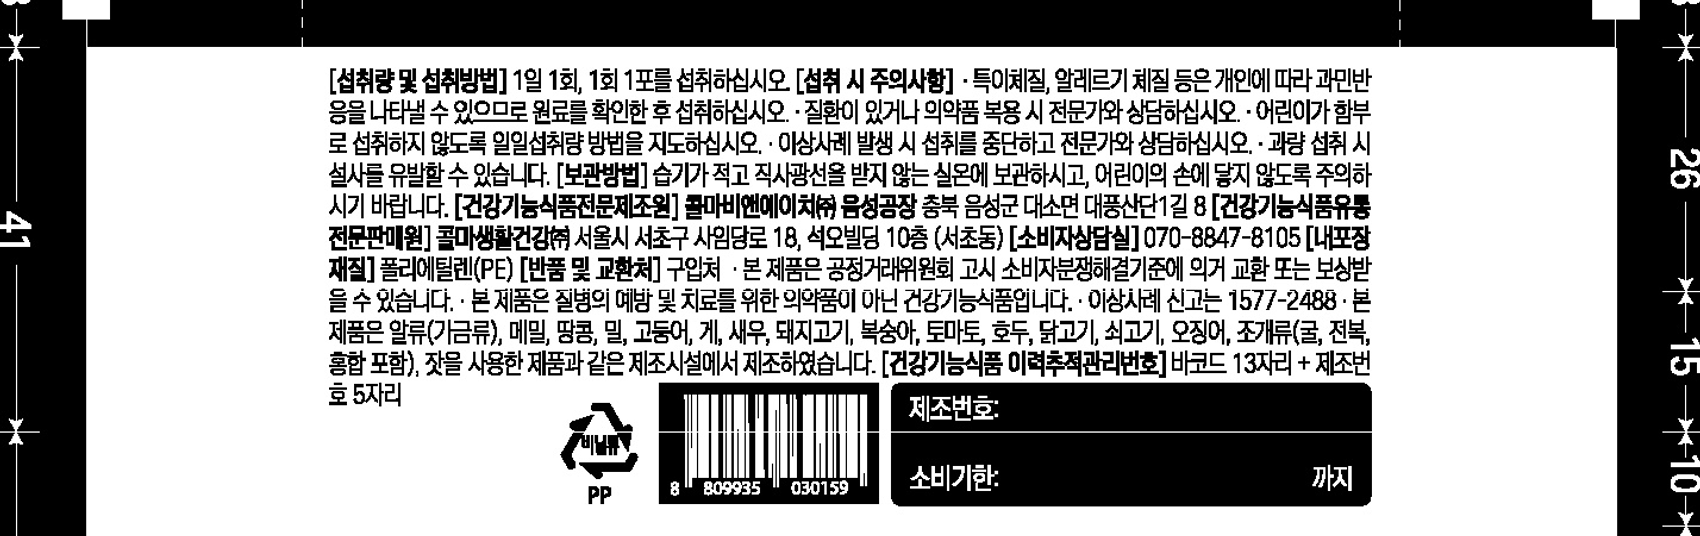 [섭취량 및 섭취방법] 1일 1회, 1회 1포를 섭취하십시오. [섭취 시 주의사항] · 특이체질, 알레르기 체질 등은 개인에 따라 과민반
응을 나타낼 수 있으므로 원료를 확인한 후 섭취하십시오. · 질환이 있거나 의약품 복용 시 전문가와 상담하십시오. · 어린이가 함부
로 섭취하지 않도록 일일섭취량 방법을 지도하십시오. · 이상사례 발생 시 섭취를 중단하고 전문가와 상담하십시오. · 과량 섭취 시
설사를 유발할 수 있습니다. [보관방법] 습기가 적고 직사광선을 받지 않는 실온에 보관하시고, 어린이의 손에 닿지 않도록 주의하
시기 바랍니다. [건강기능식품전문제조원] 콜마비앤에이치㈜ 음성공장 충북 음성군 대소면 대풍산단1길 8 [건강기능식품유통
전문판매원] 콜마생활건강㈜ 서울시 서초구 사임당로 18, 석오빌딩 10층 (서초동) [소비자상담실] 070-8847-8105 [내포장
재질] 폴리에틸렌(PE) [반품 및 교환처] 구입처 · 본 제품은 공정거래위원회 고시 소비자분쟁해결기준에 의거 교환 또는 보상받
을 수 있습니다. · 본 제품은 질병의 예방 및 치료를 위한 의약품이 아닌 건강기능식품입니다. · 이상사례 신고는 1577-2488 · 본
제품은 알류(가금류), 메밀, 땅콩, 밀, 고등어, 게, 새우, 돼지고기, 복숭아, 토마토, 호두, 닭고기, 쇠고기, 오징어, 조개류(굴, 전복,
홍합 포함), 잣을 사용한 제품과 같은 제조시설에서 제조하였습니다. [건강기능식품 이력추적관리번호] 바코드 13자리 + 제조번
호 5자리
비닐류
PP
8 809935 030159
제조번호:
소비기한: 까지
41
26
15
10